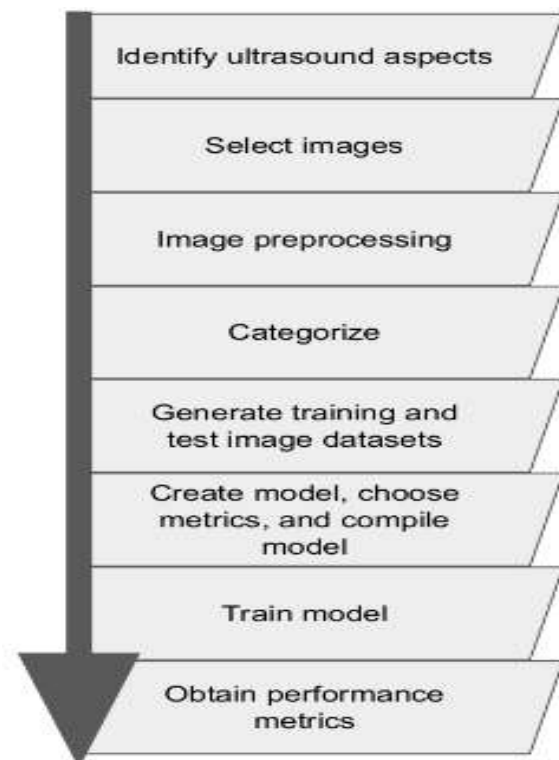 Identify ultrasound aspects
Select images
Image preprocessing
Categorize
Generate training and
test image datasets
Create model, choose
metrics, and compile
model
Train model
Obtain performance
metrics